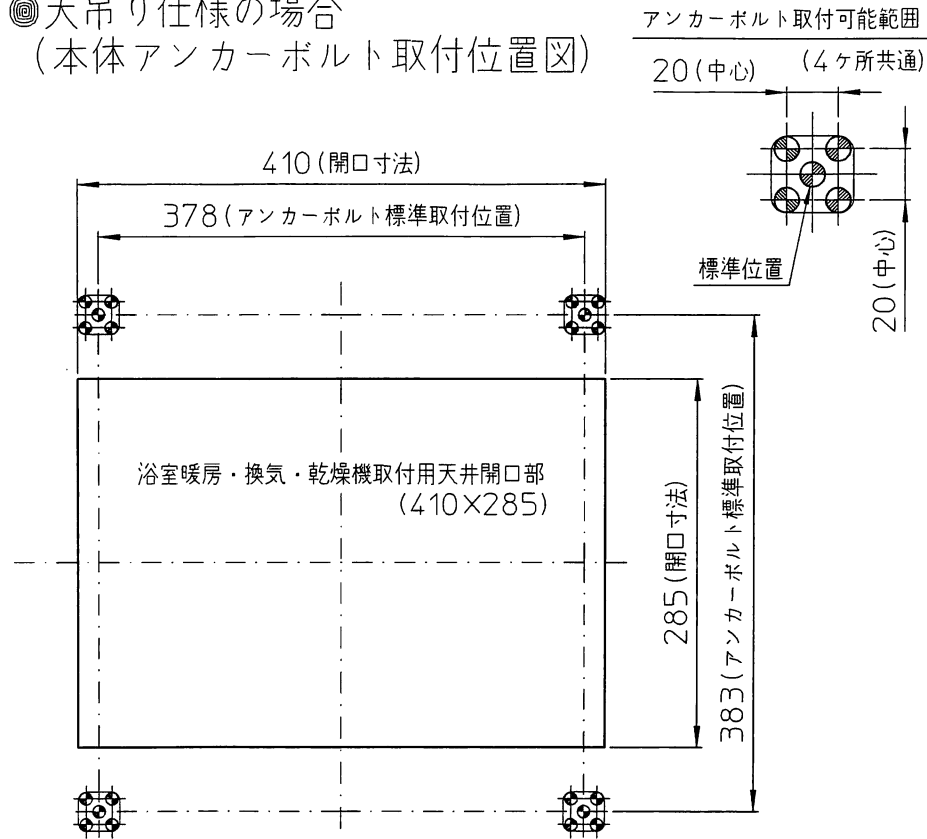 ◎天吊り仕様の場合
(本体アンカーボルト取付位置図)
アンカーボルト取付可能範囲
(4ヶ所共通)
20(中心)
標準位置
20(中心)
410(開口寸法)
378(アンカーボルト標準取付位置)
浴室暖房・換気・乾燥機取付用天井開口部
(410×285)
285(開口寸法)
383(アンカーボルト標準取付位置)